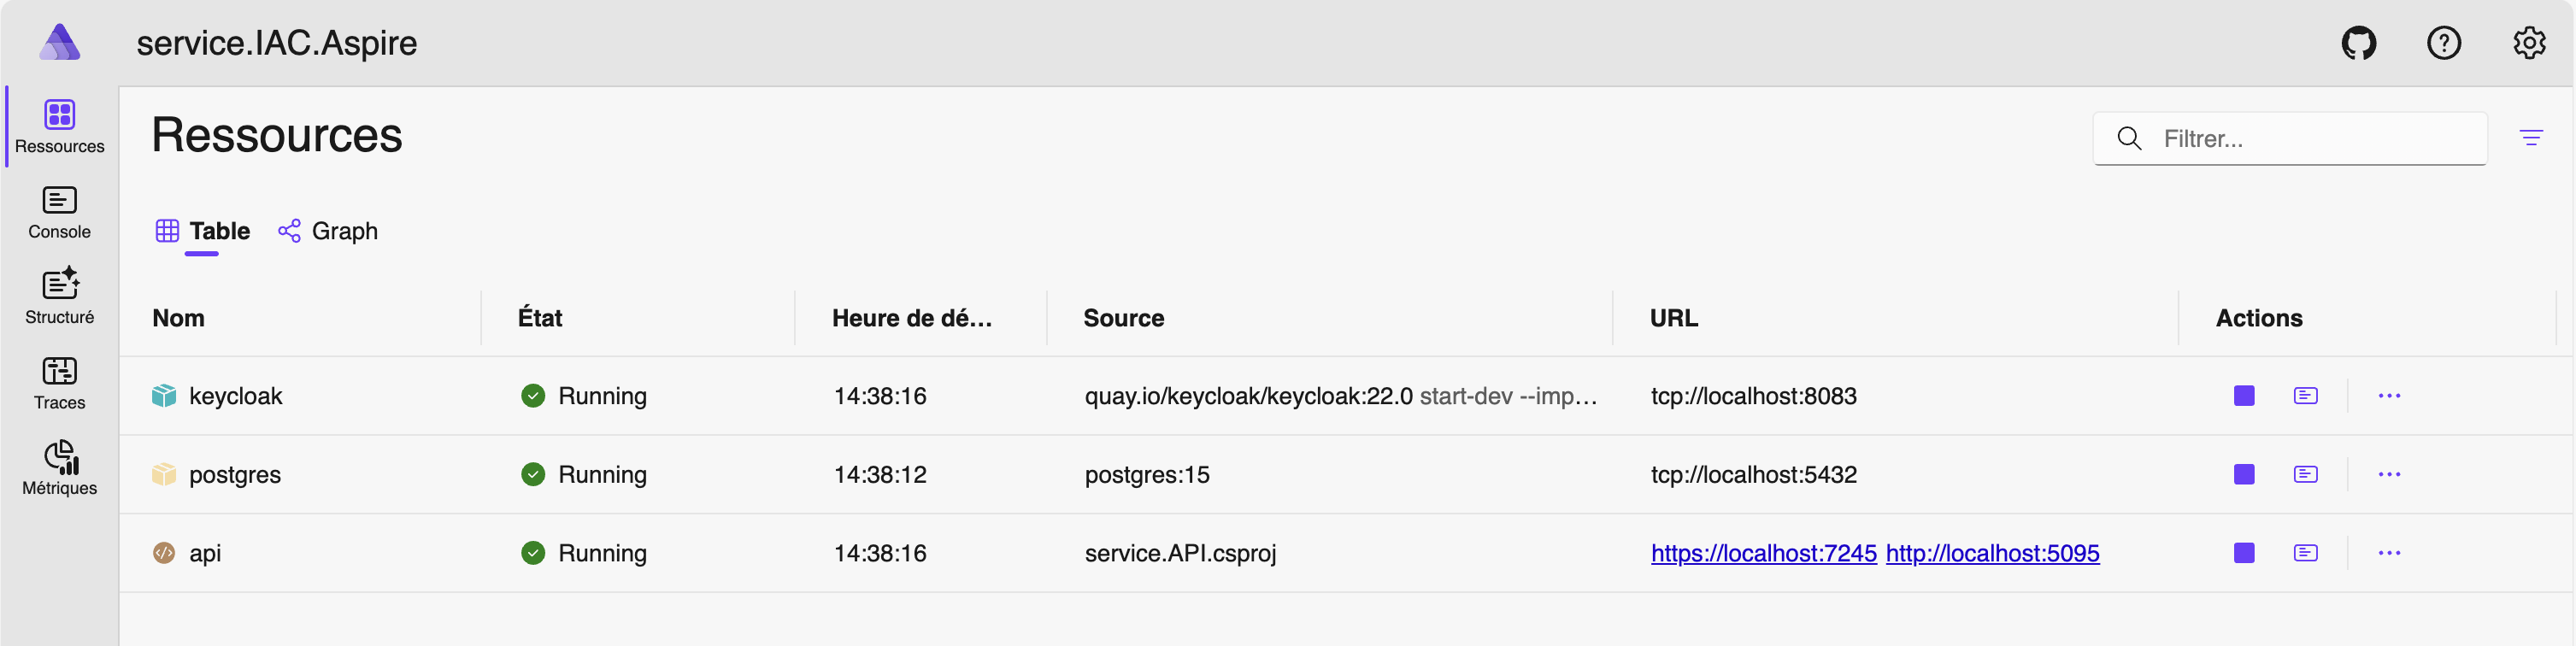 service.IAC.Aspire
Ressources
Console
Structuré
Traces
Métriques
Ressources
Filtrer...
Table Graph
Nom État Heure de dé… Source URL Actions
keycloak Running 14:38:16 quay.io/keycloak/keycloak:22.0 start-dev --imp… tcp://localhost:8083
postgres Running 14:38:12 postgres:15 tcp://localhost:5432
api Running 14:38:16 service.API.csproj https://localhost:7245 http://localhost:5095